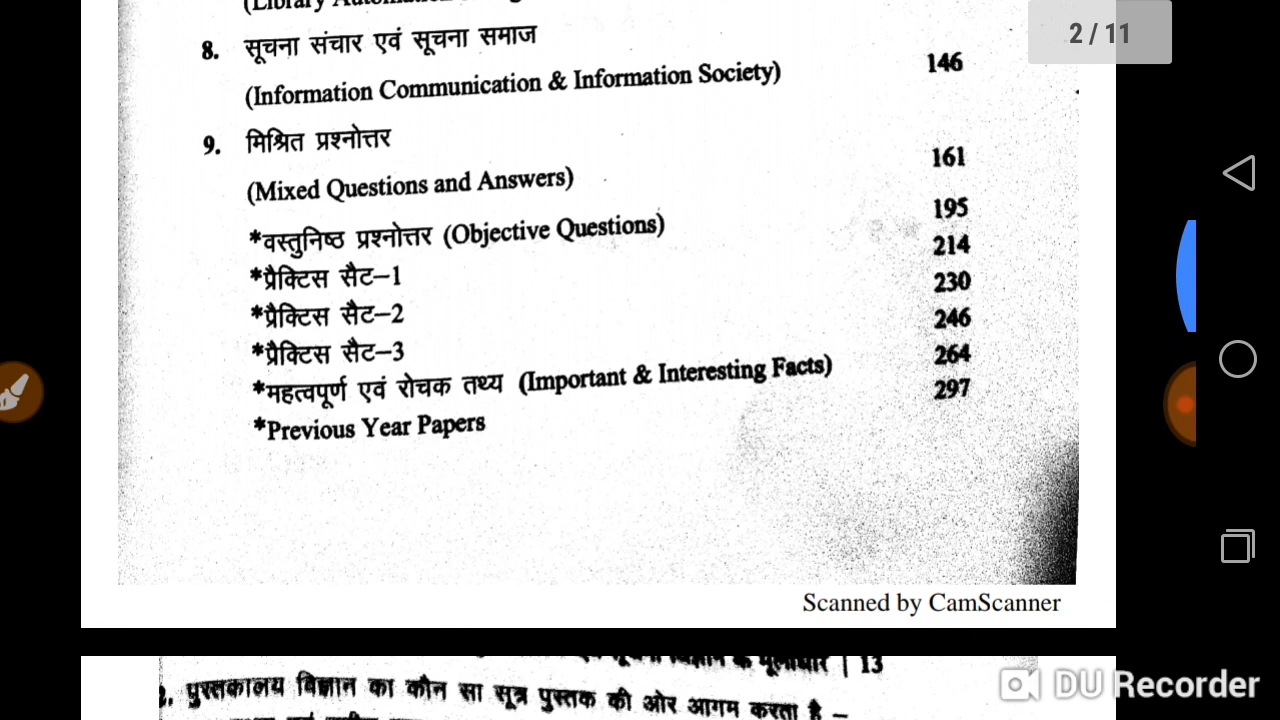 (Library
2 / 11
8. सूचना संचार एवं सूचना समाज
(Information Communication & Information Society) 146
9. मिश्रित प्रश्नोत्तर
(Mixed Questions and Answers) 161
*वस्तुनिष्ठ प्रश्नोत्तर (Objective Questions) 195
*प्रैक्टिस सैट–1 214
*प्रैक्टिस सैट–2 230
*प्रैक्टिस सैट–3 246
*महत्वपूर्ण एवं रोचक तथ्य (Important & Interesting Facts) 264
*Previous Year Papers 297
Scanned by CamScanner
के मूलाधार | 13
पुस्तकालय विज्ञान का कौन सा सूत्र पुस्तक की ओर आगम करता है –
DU Recorder